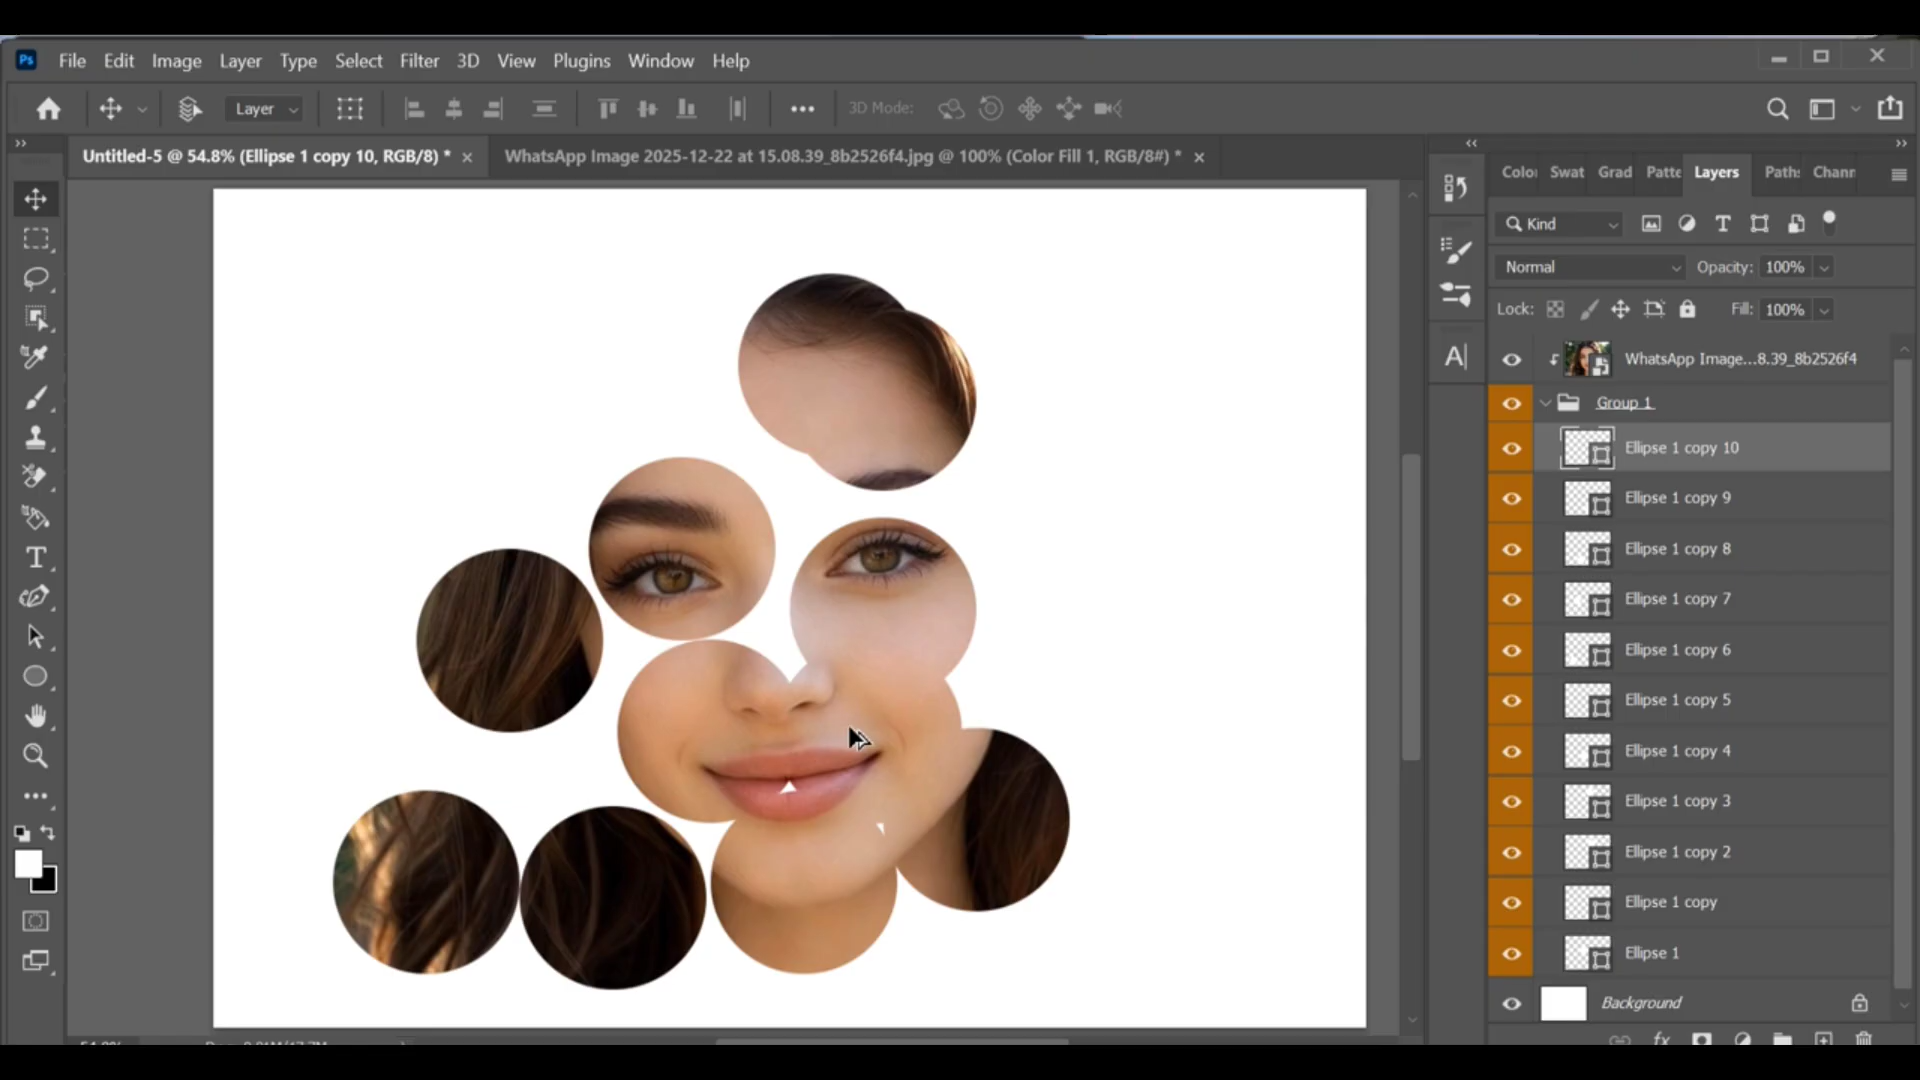 Ps File Edit Image Layer Type Select Filter 3D View Plugins Window Help
Layer 3D Mode:
Untitled-5 @ 54.8% (Ellipse 1 copy 10, RGB/8) * × WhatsApp Image 2025-12-22 at 15.08.39_8b2526f4.jpg @ 100% (Color Fill 1, RGB/8#) * ×
Color Swat Grad Patte Layers Paths Chann
Kind
Normal Opacity: 100%
Lock: Fill: 100%
WhatsApp Image...8.39_8b2526f4
Group 1
Ellipse 1 copy 10
Ellipse 1 copy 9
Ellipse 1 copy 8
Ellipse 1 copy 7
Ellipse 1 copy 6
Ellipse 1 copy 5
Ellipse 1 copy 4
Ellipse 1 copy 3
Ellipse 1 copy 2
Ellipse 1 copy
Ellipse 1
Background
fx